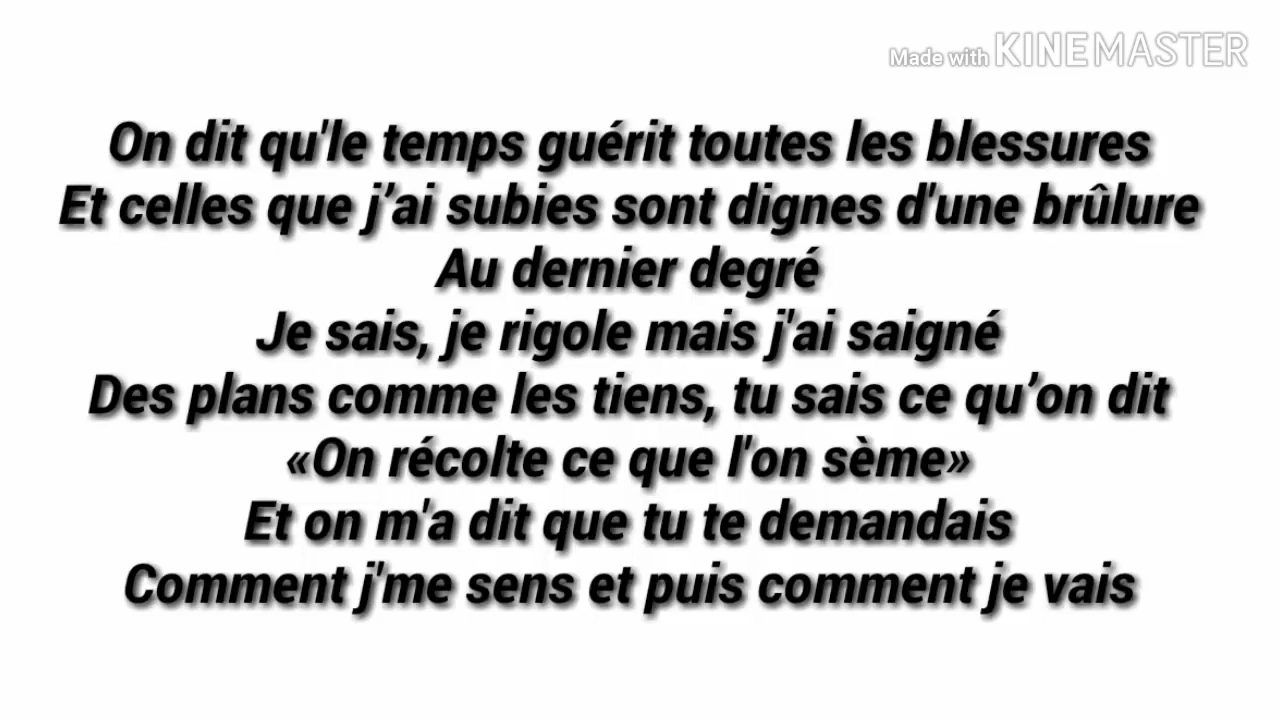 Made with KINEMASTER
On dit qu'le temps guérit toutes les blessures
Et celles que j’ai subies sont dignes d'une brûlure
Au dernier degré
Je sais, je rigole mais j'ai saigné
Des plans comme les tiens, tu sais ce qu’on dit
«On récolte ce que l'on sème»
Et on m'a dit que tu te demandais
Comment j'me sens et puis comment je vais